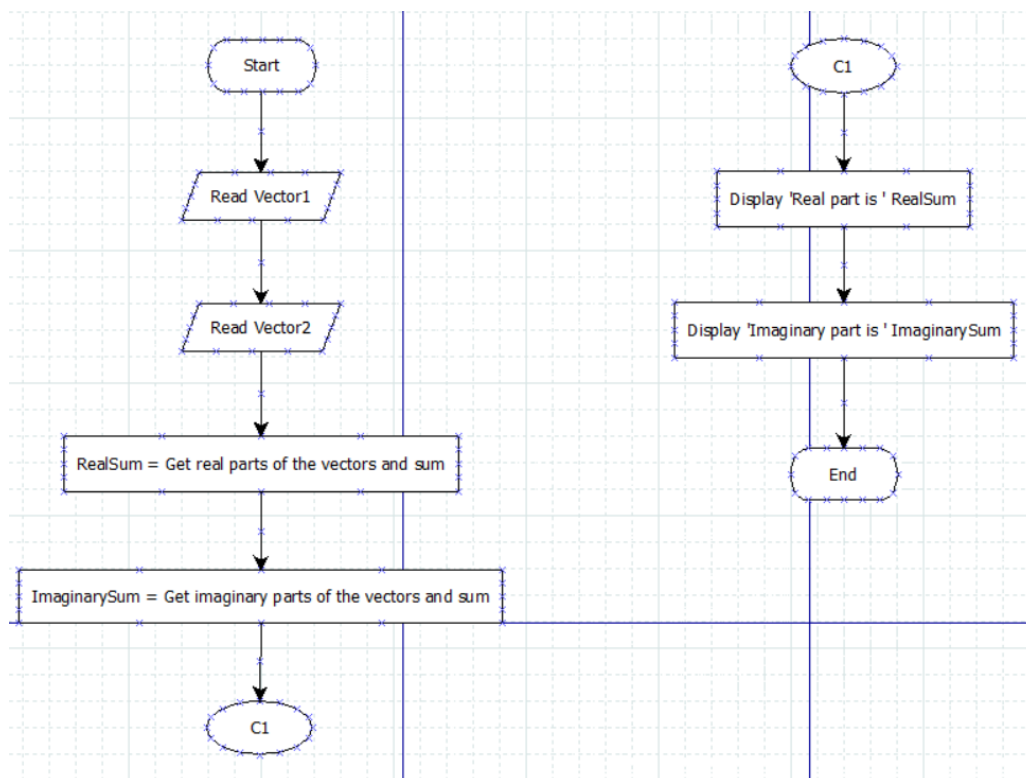 Start
Read Vector1
Read Vector2
RealSum = Get real parts of the vectors and sum
ImaginarySum = Get imaginary parts of the vectors and sum
C1
C1
Display 'Real part is ' RealSum
Display 'Imaginary part is ' ImaginarySum
End